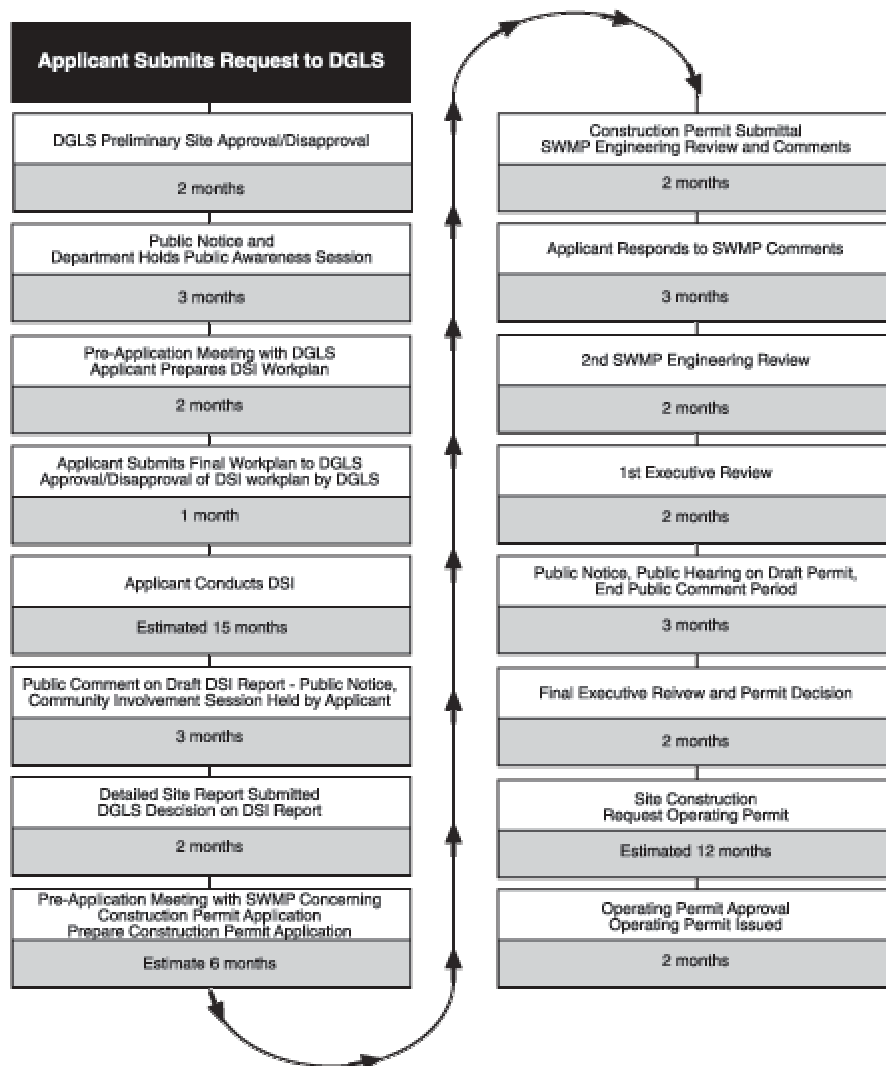 Applicant Submits Request to DGLS
DGLS Preliminary Site Approval/Disapproval
2 months
Public Notice and
Department Holds Public Awareness Session
3 months
Pre-Application Meeting with DGLS
Applicant Prepares DSI Workplan
2 months
Applicant Submits Final Workplan to DGLS
Approval/Disapproval of DSI workplan by DGLS
1 month
Applicant Conducts DSI
Estimated 15 months
Public Comment on Draft DSI Report - Public Notice,
Community Involvement Session Held by Applicant
3 months
Detailed Site Report Submitted
DGLS Descision on DSI Report
2 months
Pre-Application Meeting with SWMP Concerning
Construction Permit Application
Prepare Construction Permit Application
Estimate 6 months
Construction Permit Submittal
SWMP Engineering Review and Comments
2 months
Applicant Responds to SWMP Comments
3 months
2nd SWMP Engineering Review
2 months
1st Executive Review
2 months
Public Notice, Public Hearing on Draft Permit,
End Public Comment Period
3 months
Final Executive Reivew and Permit Decision
2 months
Site Construction
Request Operating Permit
Estimated 12 months
Operating Permit Approval
Operating Permit Issued
2 months